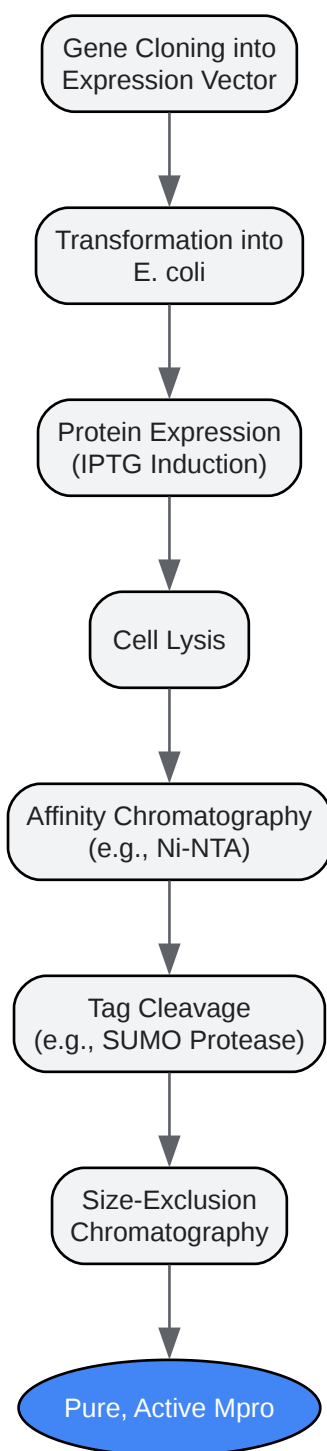 Gene Cloning into
Expression Vector
Transformation into
E. coli
Protein Expression
(IPTG Induction)
Cell Lysis
Affinity Chromatography
(e.g., Ni-NTA)
Tag Cleavage
(e.g., SUMO Protease)
Size-Exclusion
Chromatography
Pure, Active Mpro